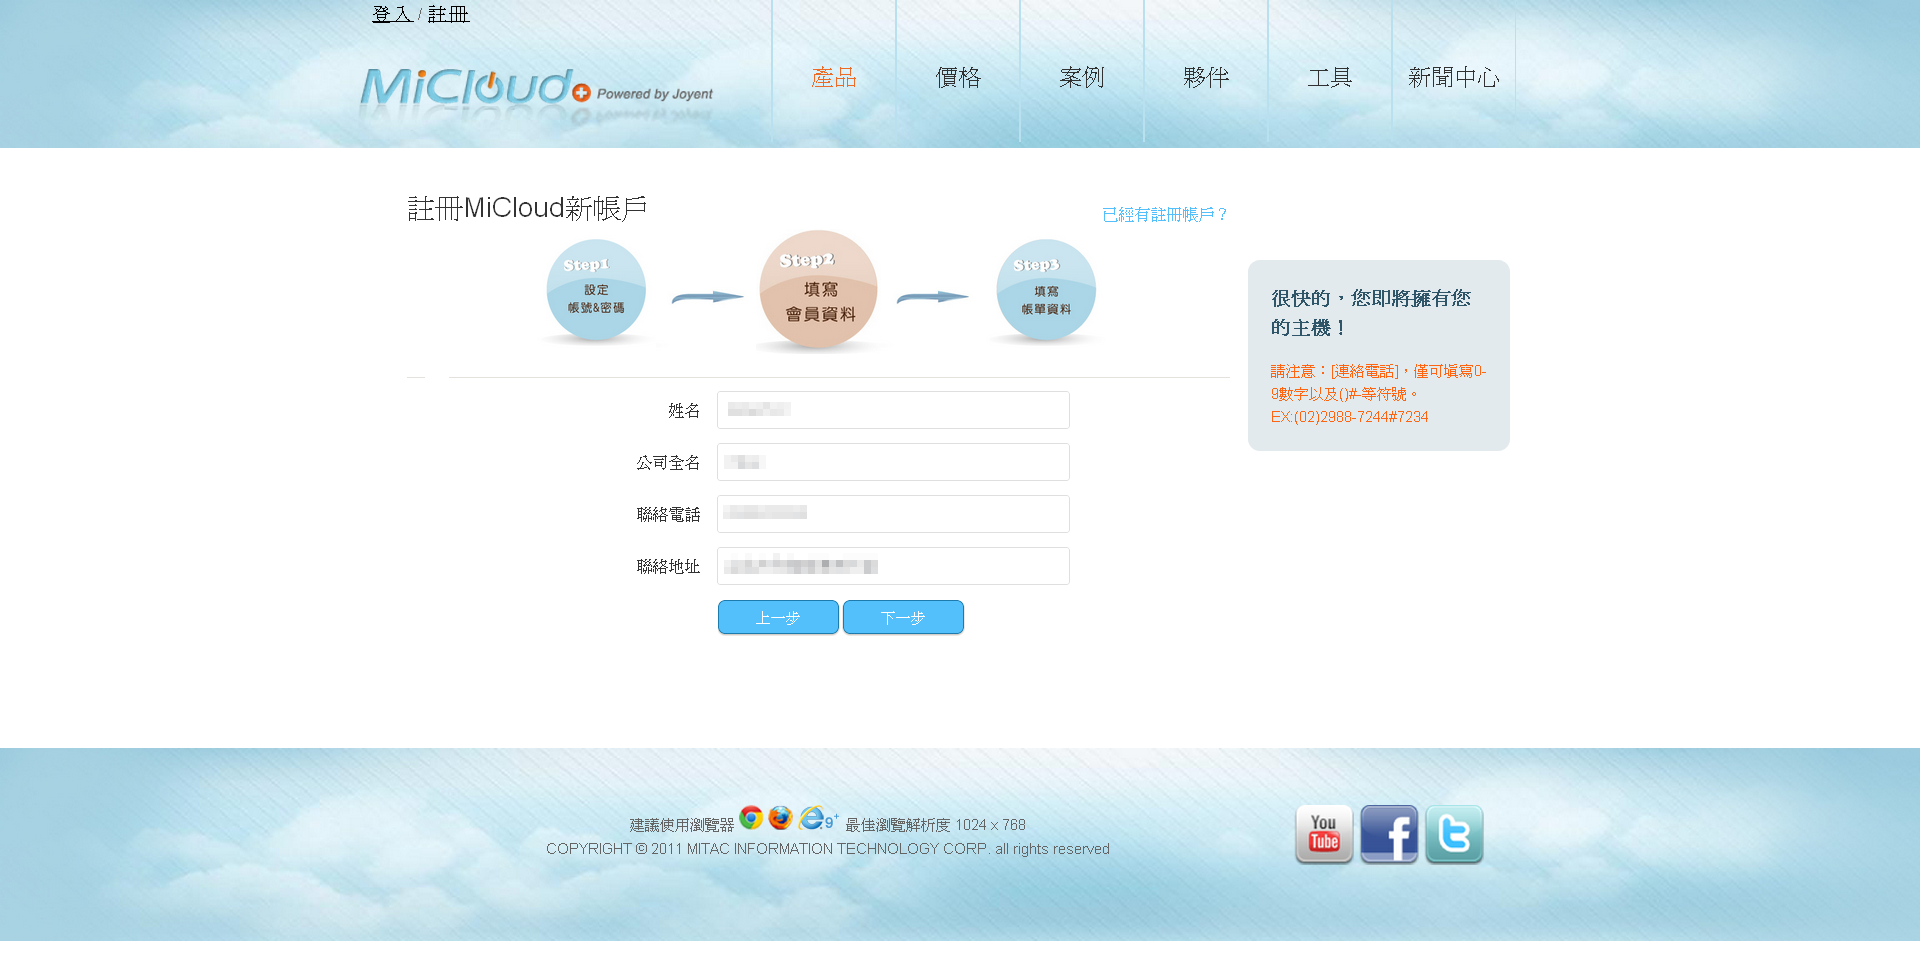 登入 / 註冊
MiCloud Powered by Joyent
產品 價格 案例 夥伴 工具 新聞中心
註冊MiCloud新帳戶
已經有註冊帳戶？
Step1
設定
帳號&密碼
Step2
填寫
會員資料
Step3
填寫
帳單資料
很快的，您即將擁有您
的主機！
請注意：[連絡電話]，僅可填寫0-
9數字以及()#-等符號。
EX:(02)2988-7244#7234
姓名
公司全名
聯絡電話
聯絡地址
上一步 下一步
建議使用瀏覽器 9+ 最佳瀏覽解析度 1024 x 768
COPYRIGHT © 2011 MITAC INFORMATION TECHNOLOGY CORP. all rights reserved
You
Tube